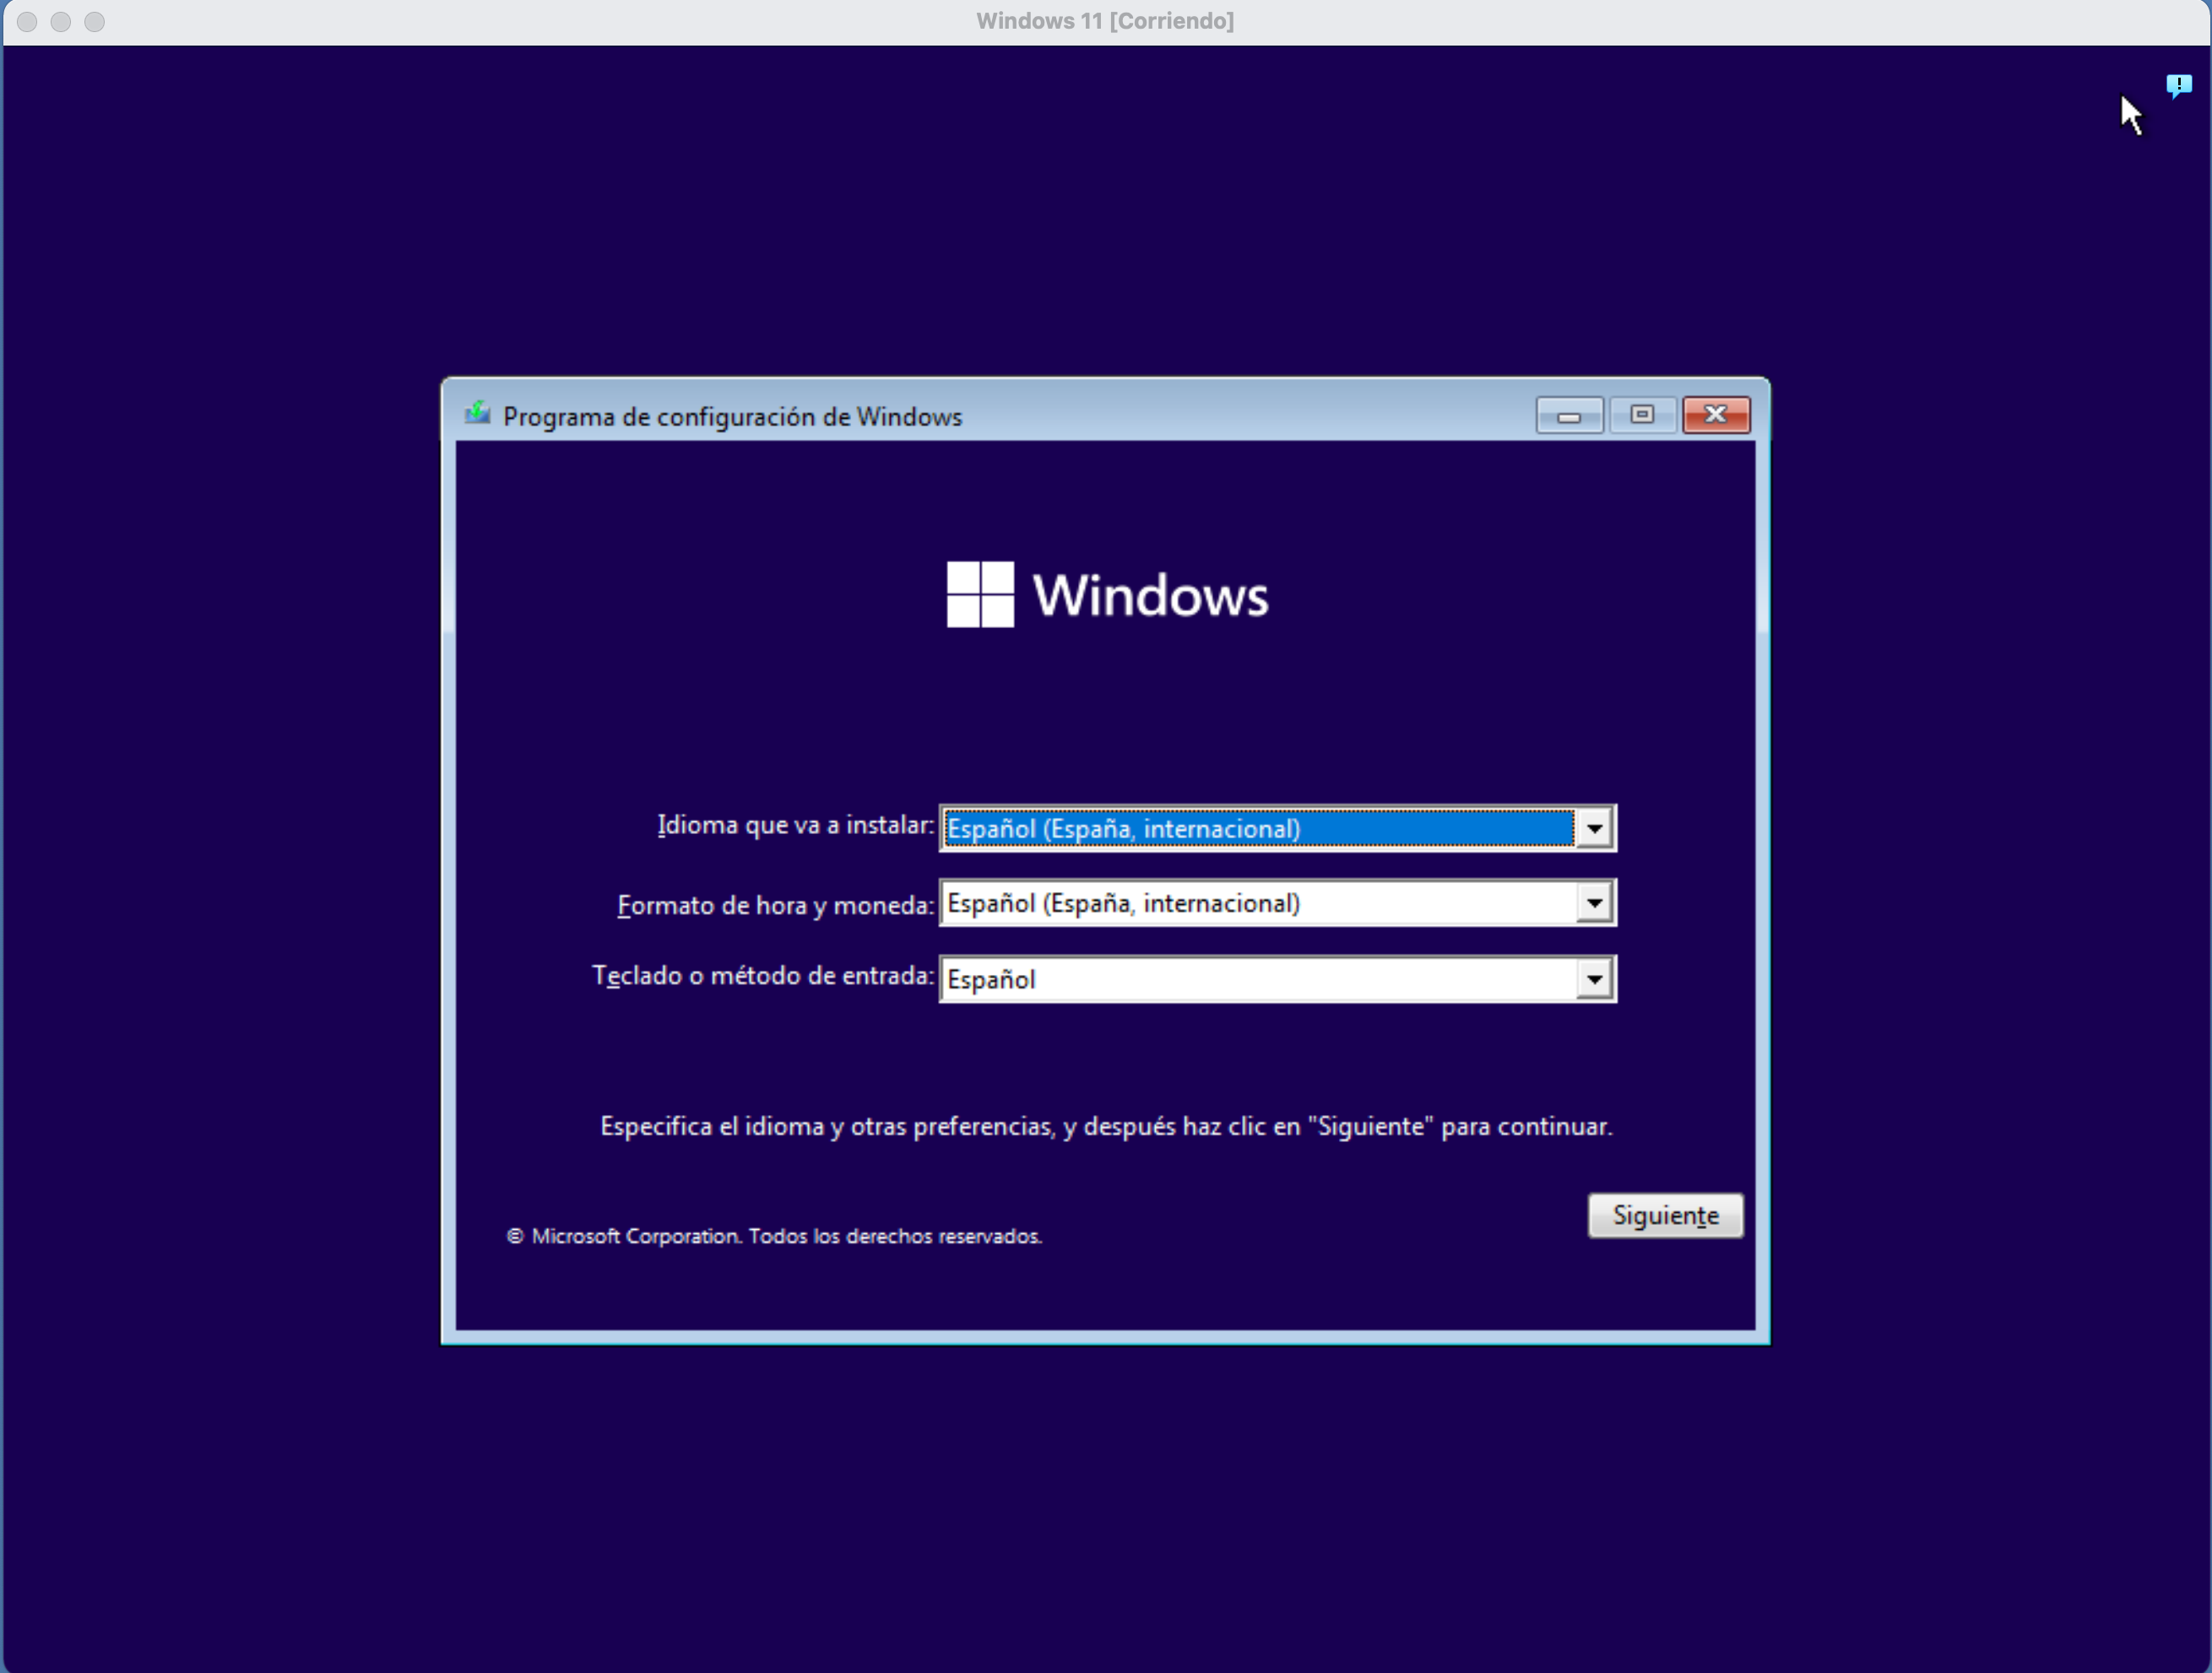 Windows 11 [Corriendo]
Programa de configuración de Windows
Windows
Idioma que va a instalar: Español (España, internacional)
Formato de hora y moneda: Español (España, internacional)
Teclado o método de entrada: Español
Especifica el idioma y otras preferencias, y después haz clic en "Siguiente" para continuar.
Siguiente
© Microsoft Corporation. Todos los derechos reservados.